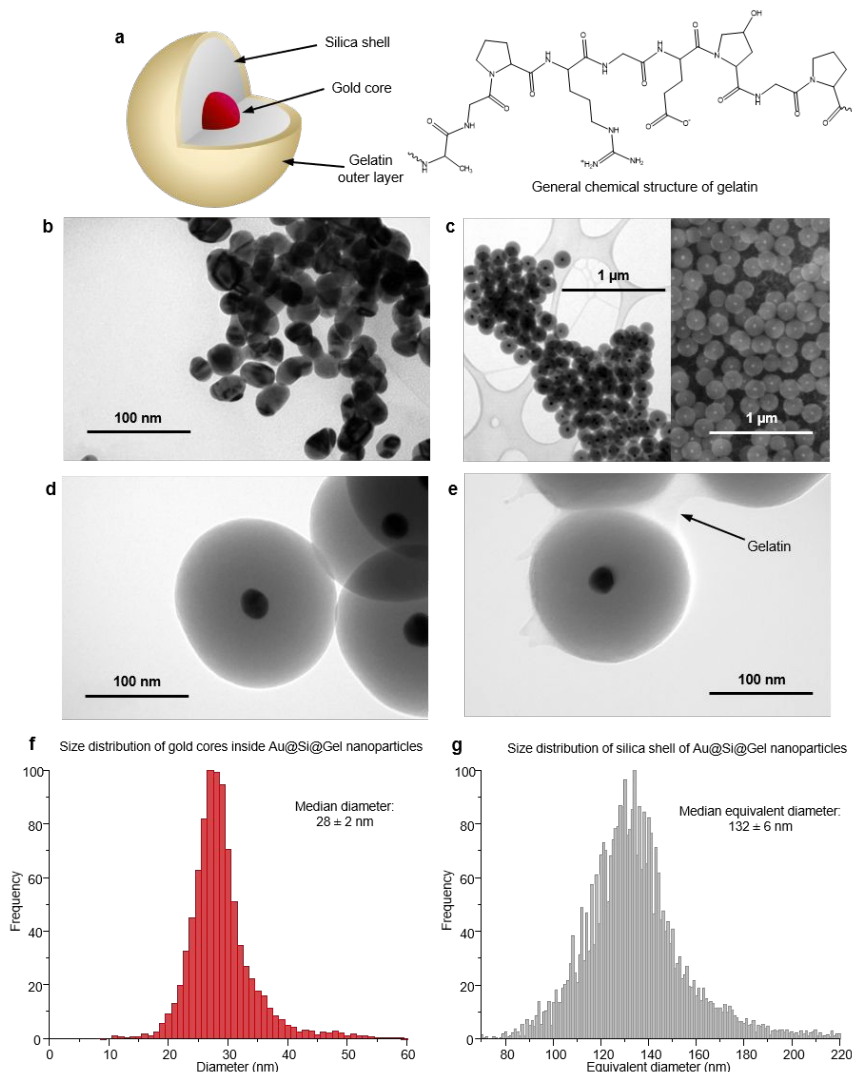 a
Silica shell
Gold core
Gelatin
outer layer
OH
O
O
O
O
O
H
N
N
H
N
N
O
NH
O
O
N
H
O
N
O
O
O⁻
NH
N
H
CH₃
⁺H₂N
NH₂
General chemical structure of gelatin
b
100 nm
c
1 µm
1 µm
d
100 nm
e
Gelatin
100 nm
f
Size distribution of gold cores inside Au@Si@Gel nanoparticles
Median diameter:
28 ± 2 nm
Frequency
100
80
60
40
20
0
0
10
20
30
40
50
60
Diameter (nm)
g
Size distribution of silica shell of Au@Si@Gel nanoparticles
Median equivalent diameter:
132 ± 6 nm
Frequency
100
80
60
40
20
0
80
100
120
140
160
180
200
220
Equivalent diameter (nm)